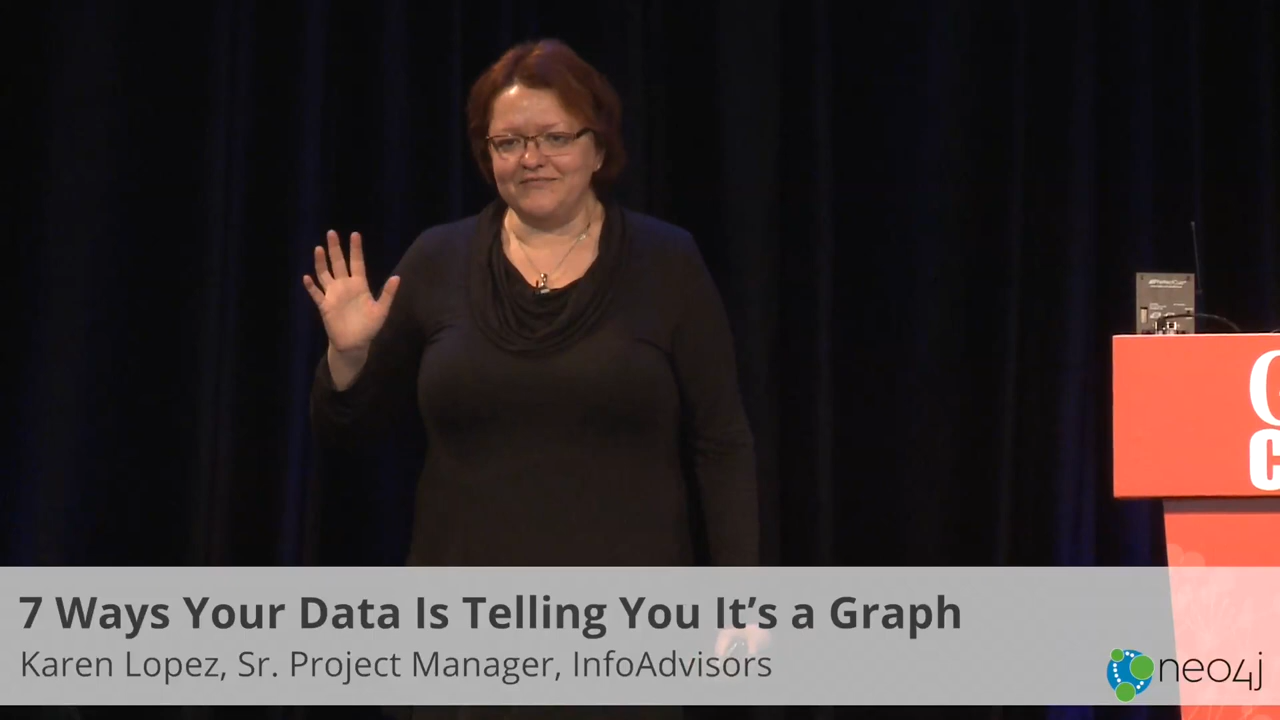 G
C
7 Ways Your Data Is Telling You It's a Graph
Karen Lopez, Sr. Project Manager, InfoAdvisors
neo4j